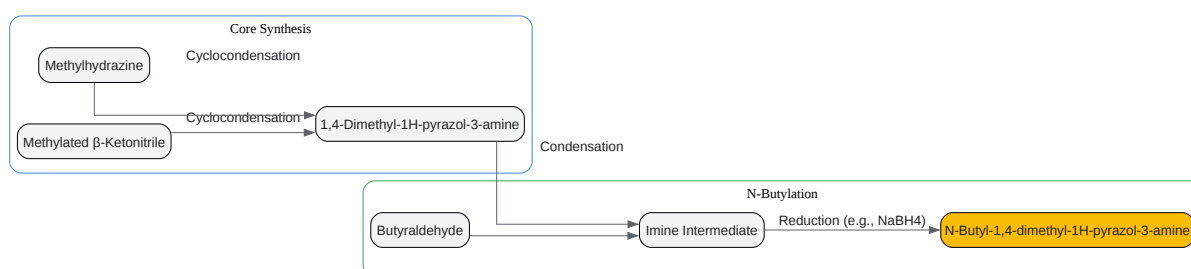 Core Synthesis
Methylhydrazine
Cyclocondensation
Cyclocondensation
Methylated β-Ketonitrile
1,4-Dimethyl-1H-pyrazol-3-amine
Condensation
N-Butylation
Butyraldehyde
Imine Intermediate
Reduction (e.g., NaBH4)
N-Butyl-1,4-dimethyl-1H-pyrazol-3-amine